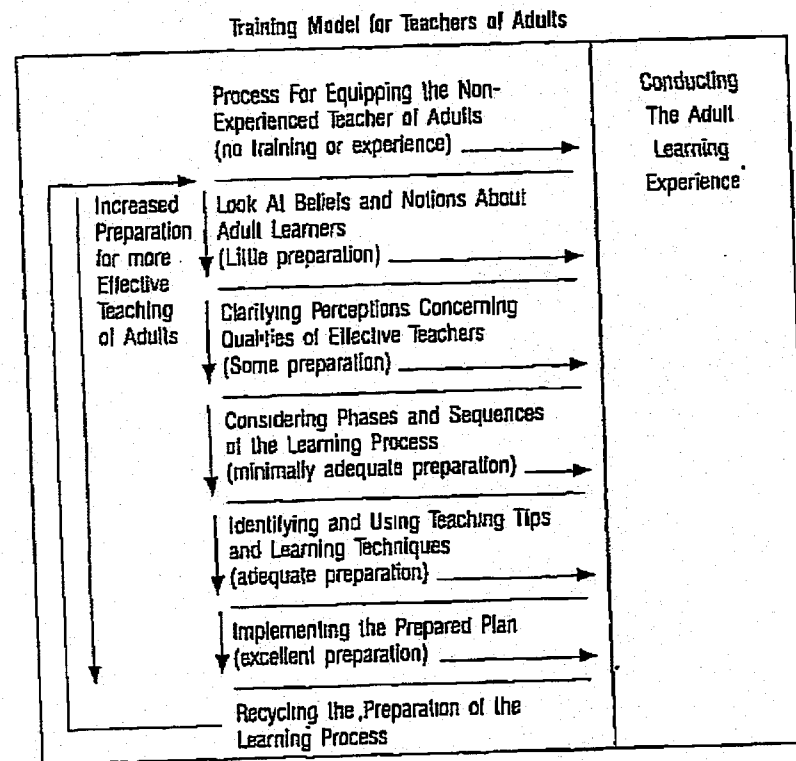 Training Model for Teachers of Adults
Process For Equipping the Non-
Experienced Teacher of Adults
(no training or experience)
Conducting
The Adult
Learning
Experience
Increased
Preparation
for more
Effective
Teaching
of Adults
Look At Beliefs and Notions About
Adult Learners
(Little preparation)
Clarifying Perceptions Concerning
Qualities of Effective Teachers
(Some preparation)
Considering Phases and Sequences
of the Learning Process
(minimally adequate preparation)
Identifying and Using Teaching Tips
and Learning Techniques
(adequate preparation)
Implementing the Prepared Plan
(excellent preparation)
Recycling the Preparation of the
Learning Process